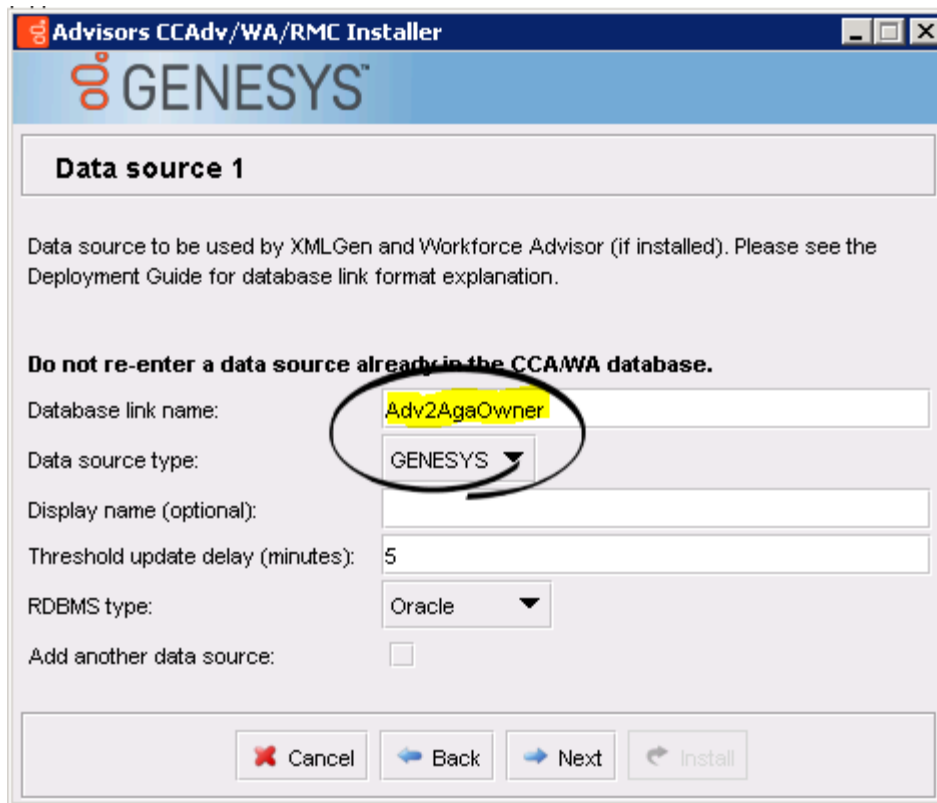 Advisors CCAdv/WA/RMC Installer
GENESYS™
Data source 1
Data source to be used by XMLGen and Workforce Advisor (if installed). Please see the
Deployment Guide for database link format explanation.
Do not re-enter a data source already in the CCA/WA database.
Database link name: Adv2AgaOwner
Data source type: GENESYS
Display name (optional):
Threshold update delay (minutes): 5
RDBMS type: Oracle
Add another data source:
Cancel Back Next Install